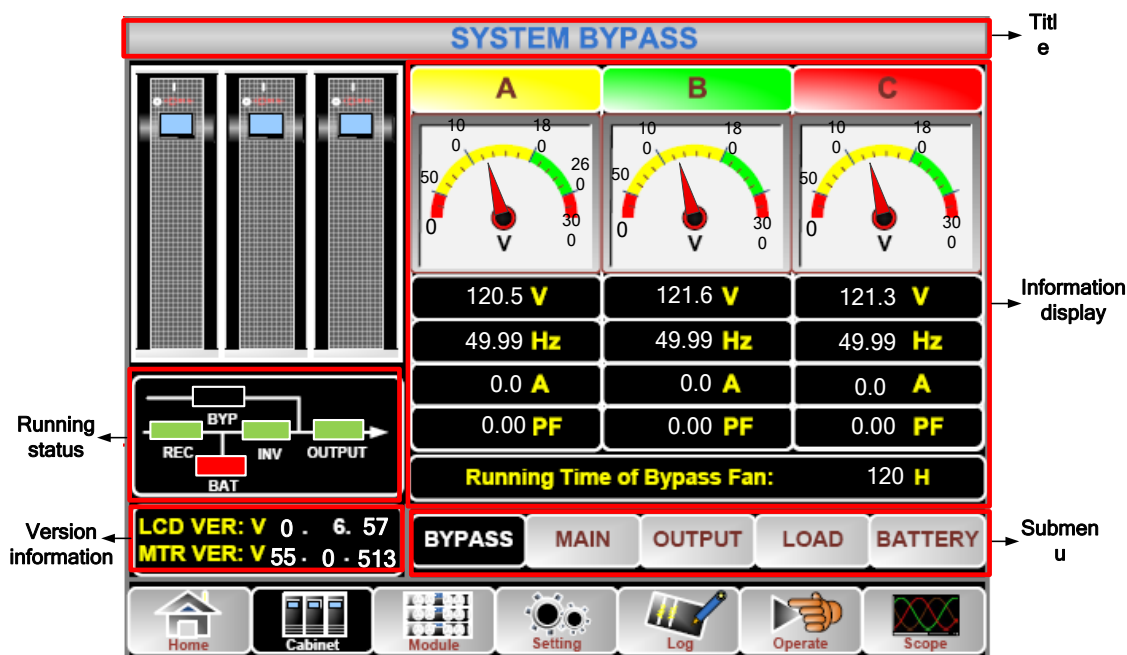 SYSTEM BYPASS
Titl
e
A B C
10 18
0 0
26
0
50
0
30
0
V
10 18
0 0
50
0
30
0
V
10 18
0 0
50
0
30
0
V
120.5 V 121.6 V 121.3 V
49.99 Hz 49.99 Hz 49.99 Hz
0.0 A 0.0 A 0.0 A
0.00 PF 0.00 PF 0.00 PF
Running Time of Bypass Fan: 120 H
Information
display
Running
status
BYP
REC INV OUTPUT
BAT
Version
information
LCD VER: V 0 . 6. 57
MTR VER: V 55 . 0 . 513
BYPASS MAIN OUTPUT LOAD BATTERY
Submen
u
Home Cabinet Module Setting Log Operate Scope